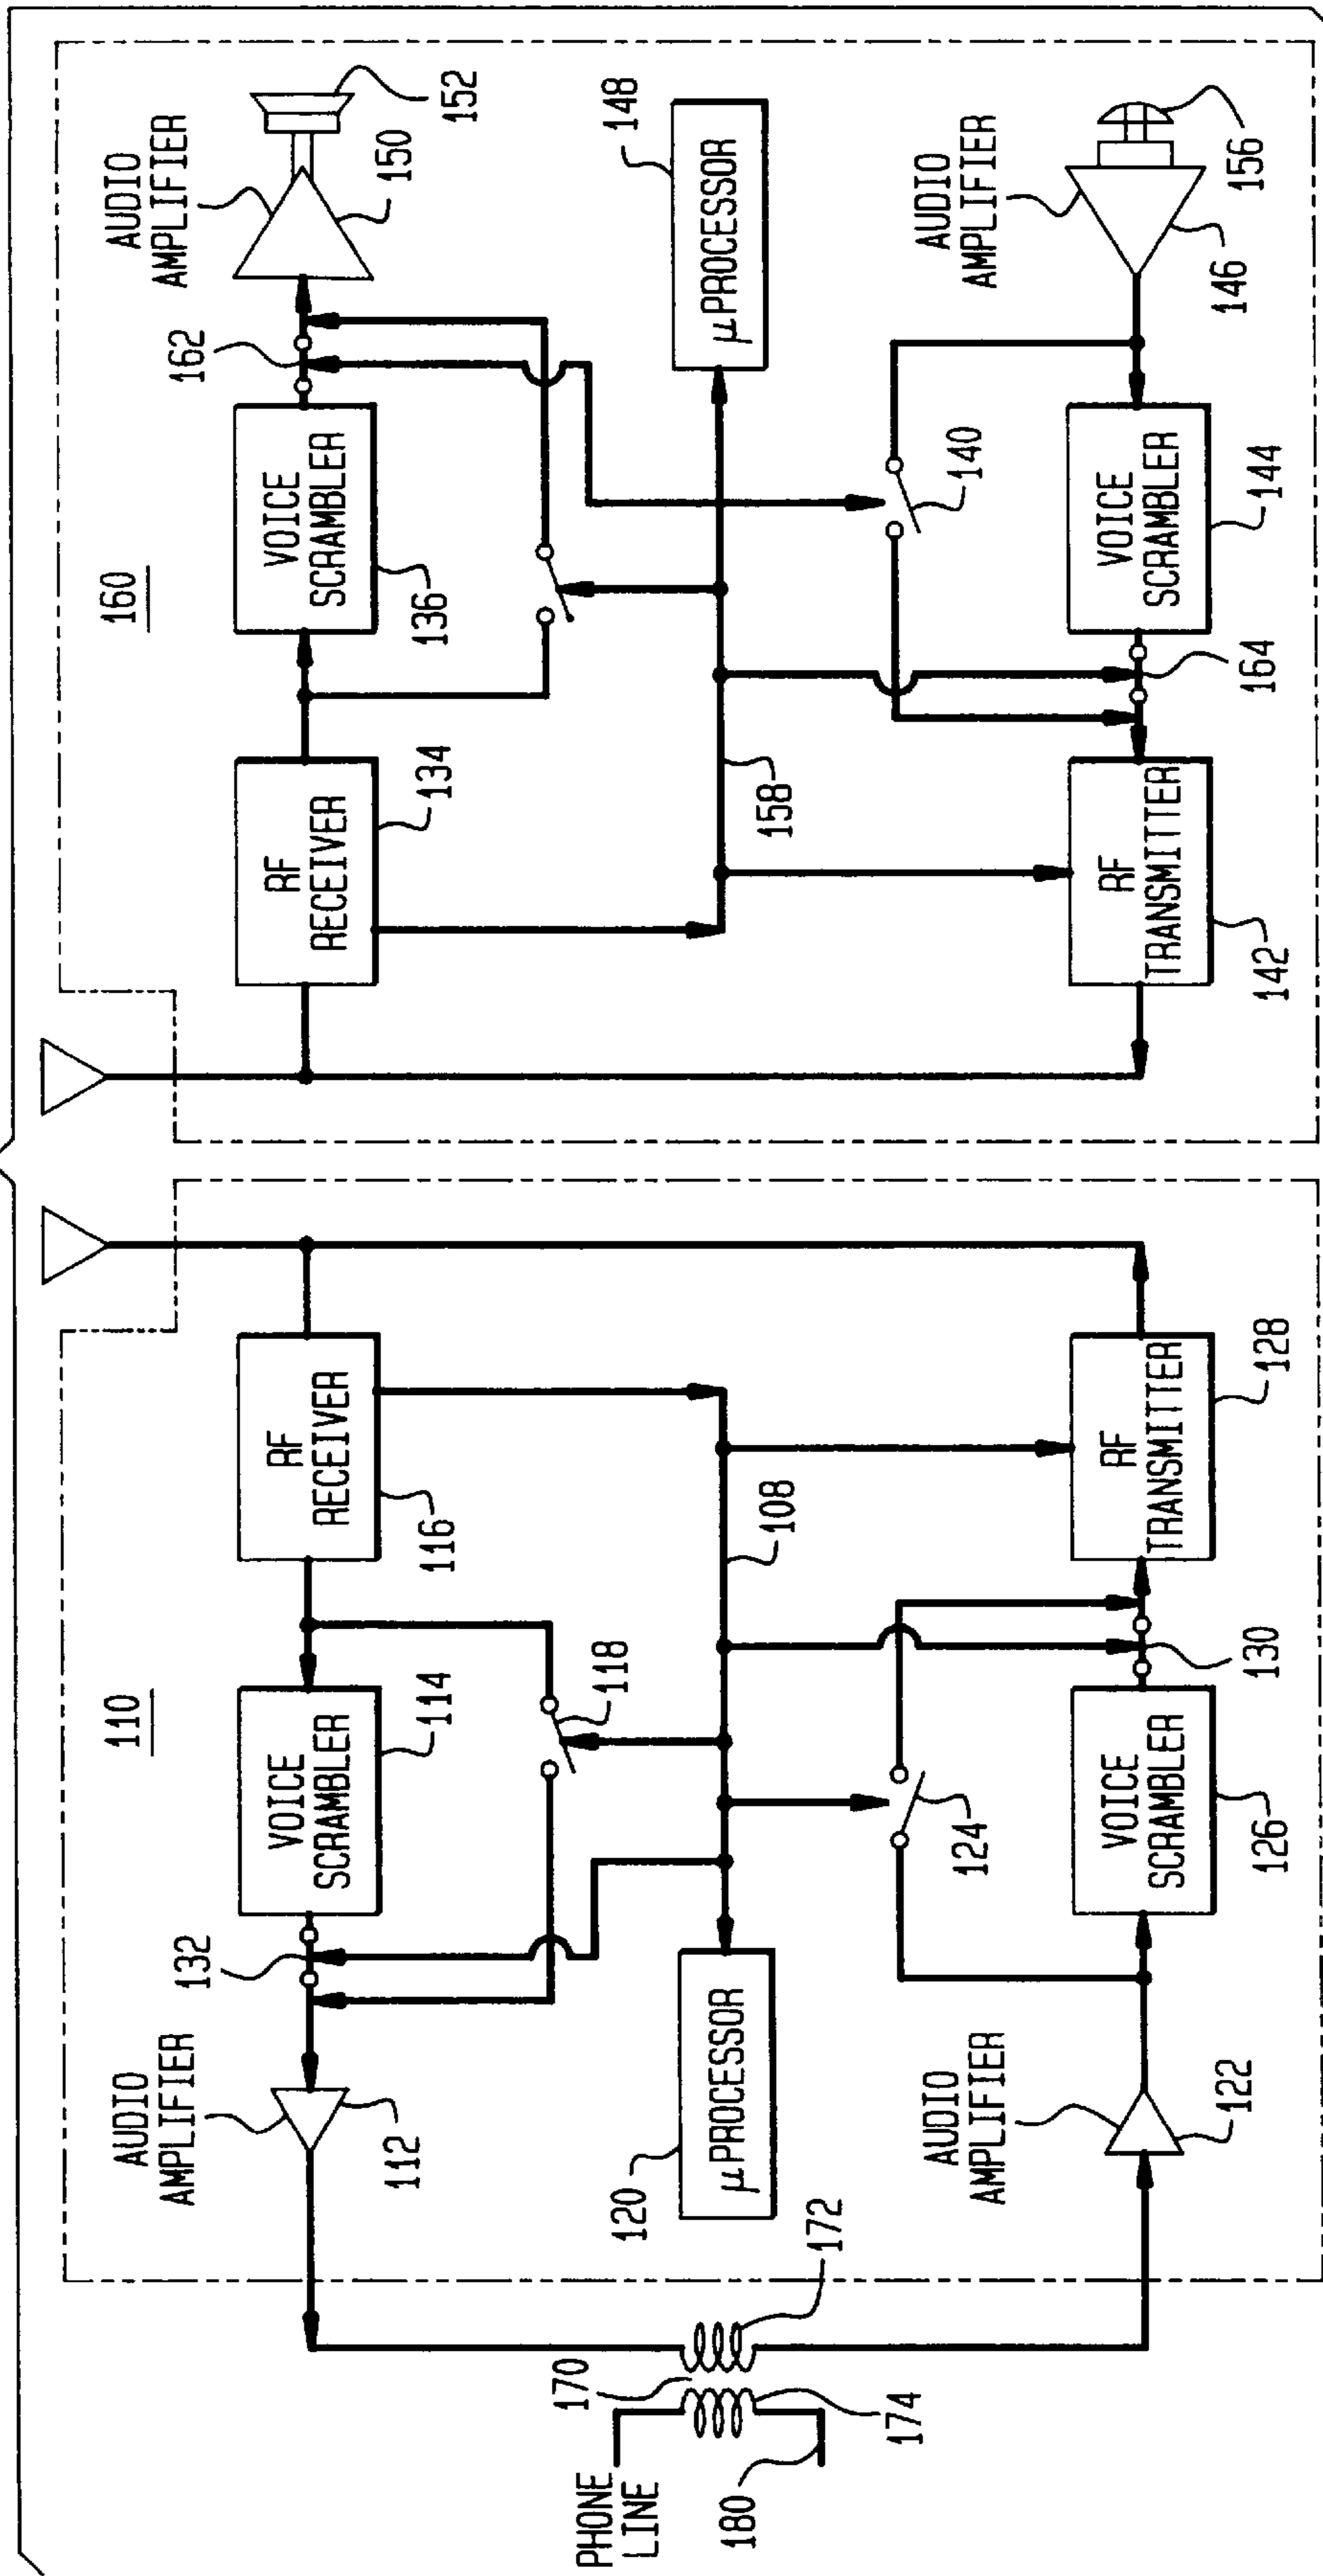 110
AUDIO
AMPLIFIER
112
132
VOICE
SCRAMBLER
114
RF
RECEIVER
116
118
120
μPROCESSOR
108
124
AUDIO
AMPLIFIER
122
VOICE
SCRAMBLER
126
130
RF
TRANSMITTER
128
PHONE
LINE
170
172
174
180
160
RF
RECEIVER
134
VOICE
SCRAMBLER
136
162
AUDIO
AMPLIFIER
150
152
148
μPROCESSOR
158
140
RF
TRANSMITTER
142
164
VOICE
SCRAMBLER
144
AUDIO
AMPLIFIER
146
156